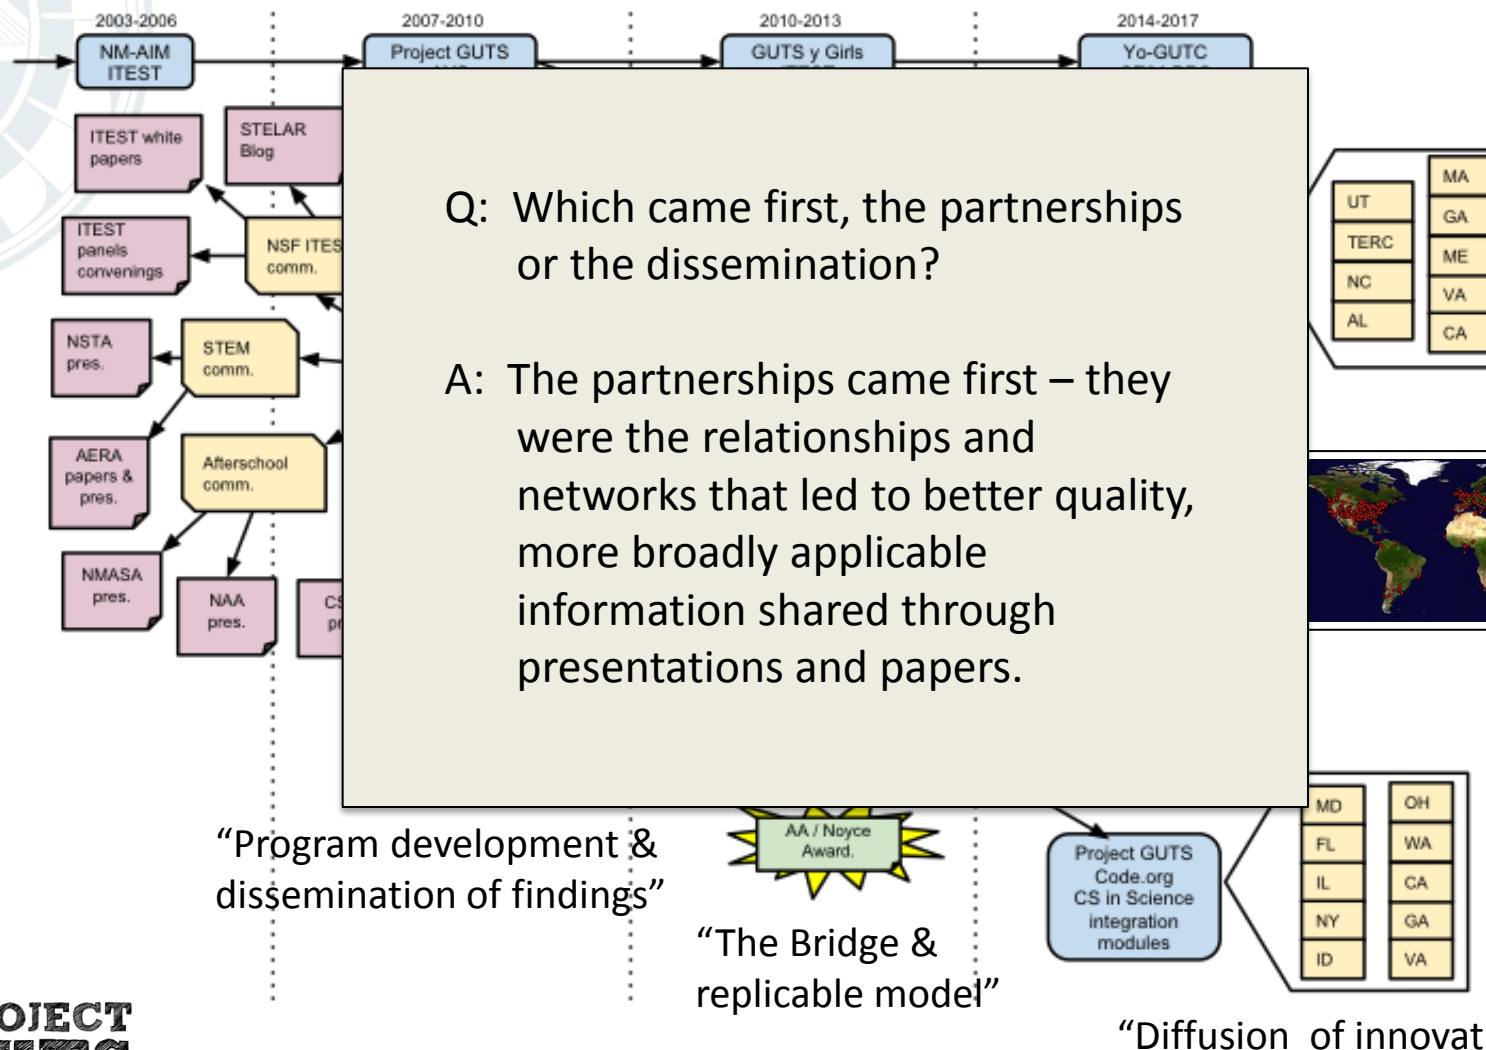 2003-2006
2007-2010
2010-2013
2014-2017
NM-AIM
ITEST
Project GUTS
GUTS y Girls
Yo-GUTC
ITEST white
papers
STELAR
Blog
ITEST
panels
convenings
NSF ITES
comm.
NSTA
pres.
STEM
comm.
AERA
papers &
pres.
Afterschool
comm.
NMASA
pres.
NAA
pres.
Q: Which came first, the partnerships
or the dissemination?
A: The partnerships came first – they
were the relationships and
networks that led to better quality,
more broadly applicable
information shared through
presentations and papers.
UT
TERC
NC
AL
MA
GA
ME
VA
CA
“Program development &
dissemination of findings”
AA / Noyce
Award.
“The Bridge &
replicable model”
Project GUTS
Code.org
CS in Science
integration
modules
MD
FL
IL
NY
ID
OH
WA
CA
GA
VA
“Diffusion of innovat